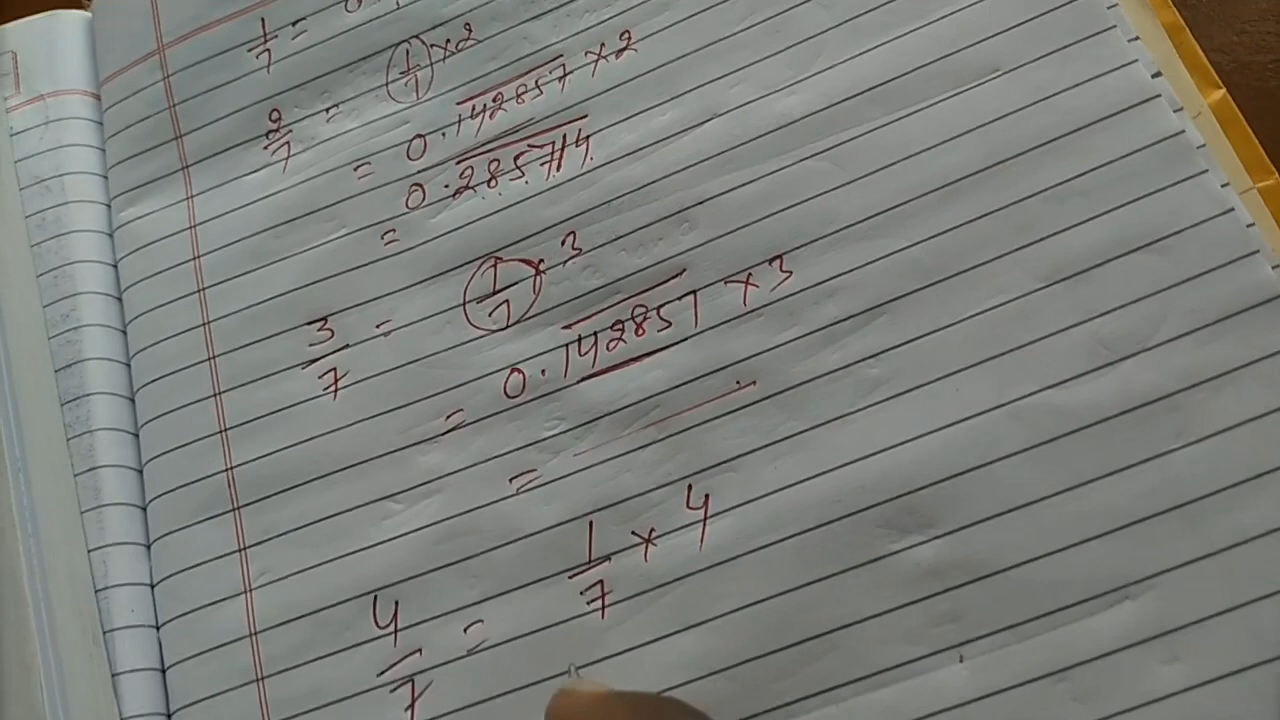 1/7 = 0.
2/7 = 1/7 × 2
= 0.142857 × 2
= 0.285714
3/7 = 1/7 × 3
= 0.142857 × 3
=
4/7 = 1/7 × 4